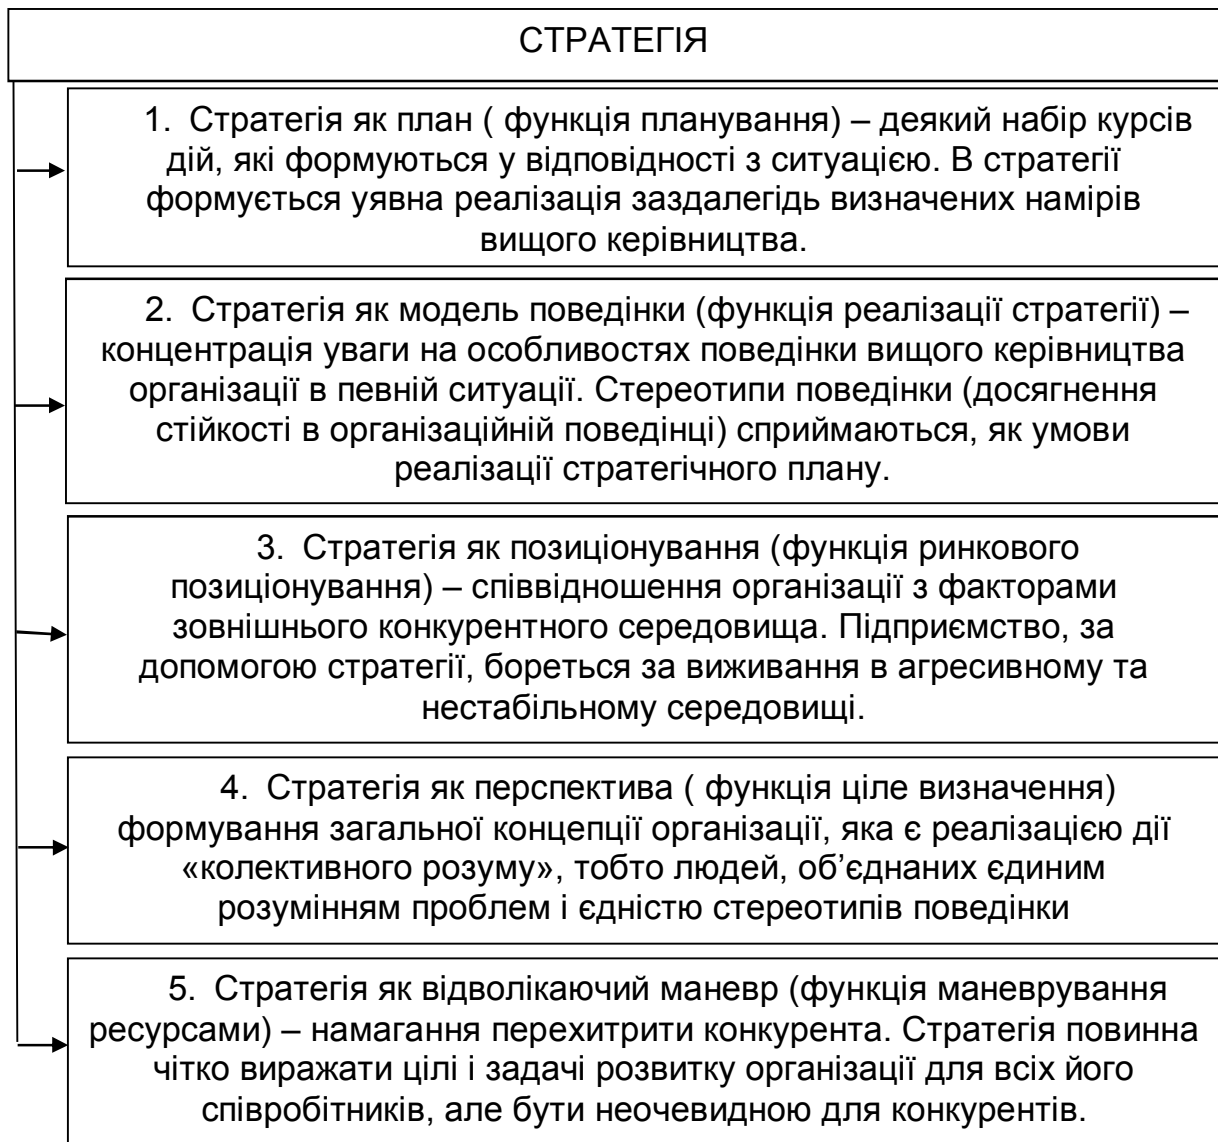 СТРАТЕГІЯ
1. Стратегія як план ( функція планування) – деякий набір курсів
дій, які формуються у відповідності з ситуацією. В стратегії
формується уявна реалізація заздалегідь визначених намірів
вищого керівництва.
2. Стратегія як модель поведінки (функція реалізації стратегії) –
концентрація уваги на особливостях поведінки вищого керівництва
організації в певній ситуації. Стереотипи поведінки (досягнення
стійкості в організаційній поведінці) сприймаються, як умови
реалізації стратегічного плану.
3. Стратегія як позиціонування (функція ринкового
позиціонування) – співвідношення організації з факторами
зовнішнього конкурентного середовища. Підприємство, за
допомогою стратегії, бореться за виживання в агресивному та
нестабільному середовищі.
4. Стратегія як перспектива ( функція ціле визначення)
формування загальної концепції організації, яка є реалізацією дії
«колективного розуму», тобто людей, об’єднаних єдиним
розумінням проблем і єдністю стереотипів поведінки
5. Стратегія як відволікаючий маневр (функція маневрування
ресурсами) – намагання перехитрити конкурента. Стратегія повинна
чітко виражати цілі і задачі розвитку організації для всіх його
співробітників, але бути неочевидною для конкурентів.